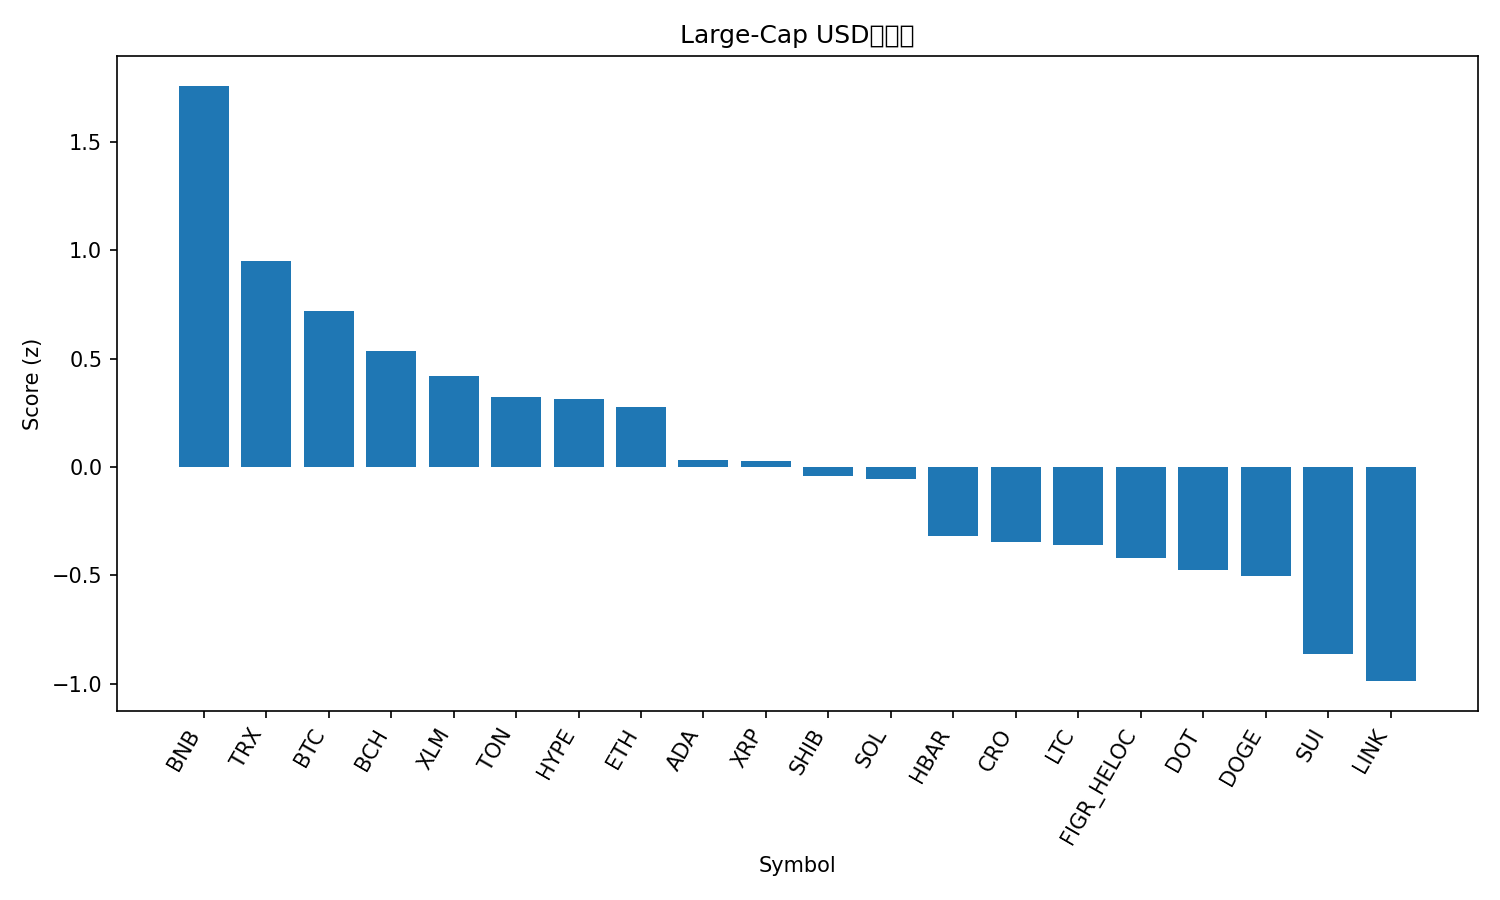 Large-Cap USD
1.5
1.0
0.5
0.0
−0.5
−1.0
Score (z)
BNB
TRX
BTC
BCH
XLM
TON
HYPE
ETH
ADA
XRP
SHIB
SOL
HBAR
CRO
LTC
FIGR_HELOC
DOT
DOGE
SUI
LINK
Symbol